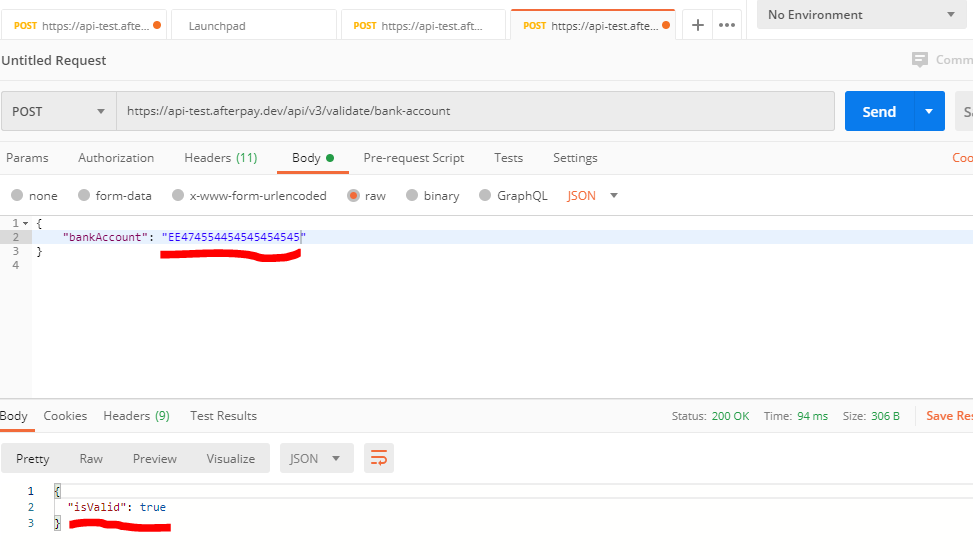 POST https://api-test.afte...
Launchpad
POST https://api-test.aft...
POST https://api-test.afte...
No Environment
Untitled Request
Comm
POST https://api-test.afterpay.dev/api/v3/validate/bank-account Send Sa
Params Authorization Headers (11) Body Pre-request Script Tests Settings Coo
none form-data x-www-form-urlencoded raw binary GraphQL JSON
1 {
2 "bankAccount": "EE474554454545454545"
3 }
4
Body Cookies Headers (9) Test Results Status: 200 OK Time: 94 ms Size: 306 B Save Res
Pretty Raw Preview Visualize JSON
1 {
2 "isValid": true
3 }